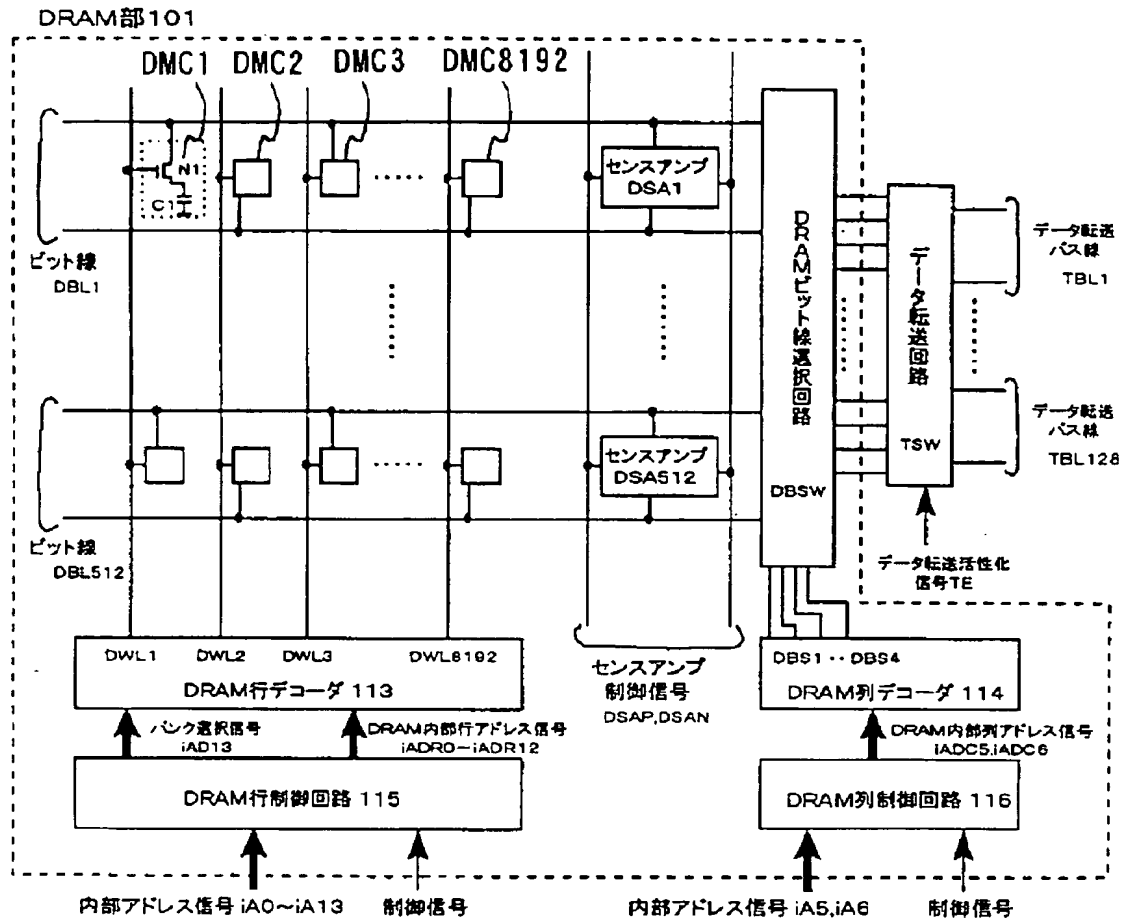 DRAM部101
DMC1
DMC2
DMC3
DMC8192
N1
C1
センスアンプ
DSA1
ビット線
DBL1
DRAMビット線選択回路
DBSW
データ転送回路
TSW
データ転送
バス線
TBL1
データ転送
バス線
TBL128
センスアンプ
DSA512
ビット線
DBL512
データ転送活性化
信号TE
DWL1
DWL2
DWL3
DWL8192
DRAM行デコーダ 113
センスアンプ
制御信号
DSAP,DSAN
DBS1‥DBS4
DRAM列デコーダ 114
バンク選択信号
iAD13
DRAM内部行アドレス信号
iADR0−iADR12
DRAM内部列アドレス信号
iADC5,iADC6
DRAM行制御回路 115
DRAM列制御回路 116
内部アドレス信号 iA0～iA13
制御信号
内部アドレス信号 iA5,iA6
制御信号